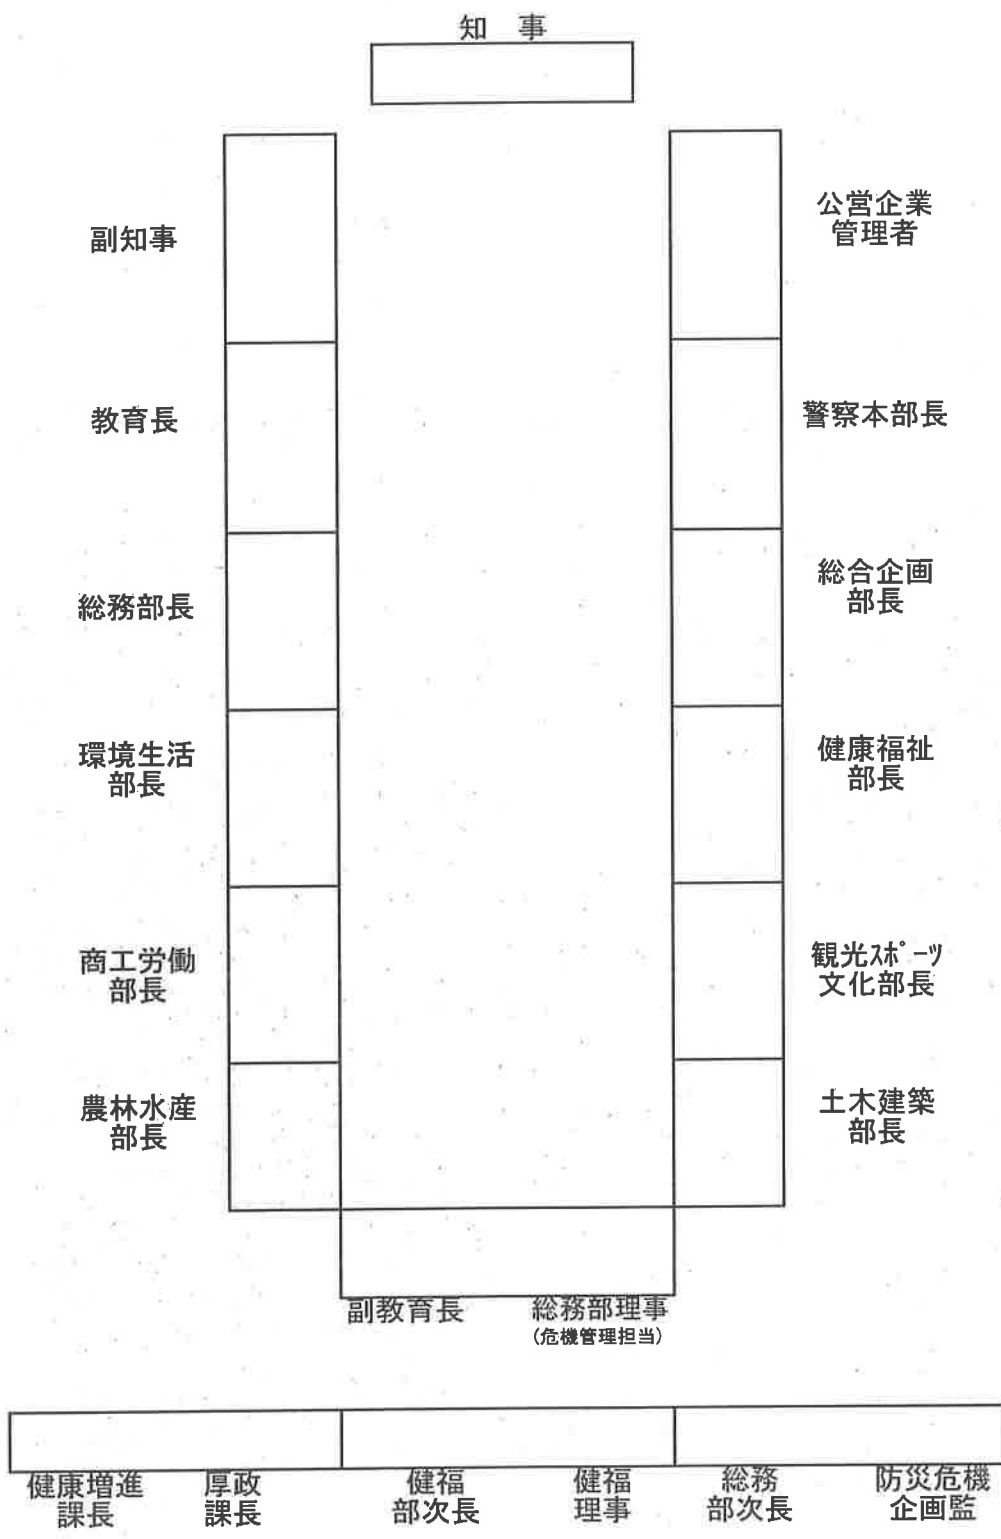 知　事
副知事
公営企業
管理者
教育長
警察本部長
総務部長
総合企画
部長
環境生活
部長
健康福祉
部長
商工労働
部長
観光ｽﾎﾟｰﾂ
文化部長
農林水産
部長
土木建築
部長
副教育長
総務部理事
（危機管理担当）
健康増進
課長
厚政
課長
健福
部次長
健福
理事
総務
部次長
防災危機
企画監